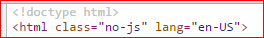 <!doctype html>
<html class="no-js" lang="en-US">